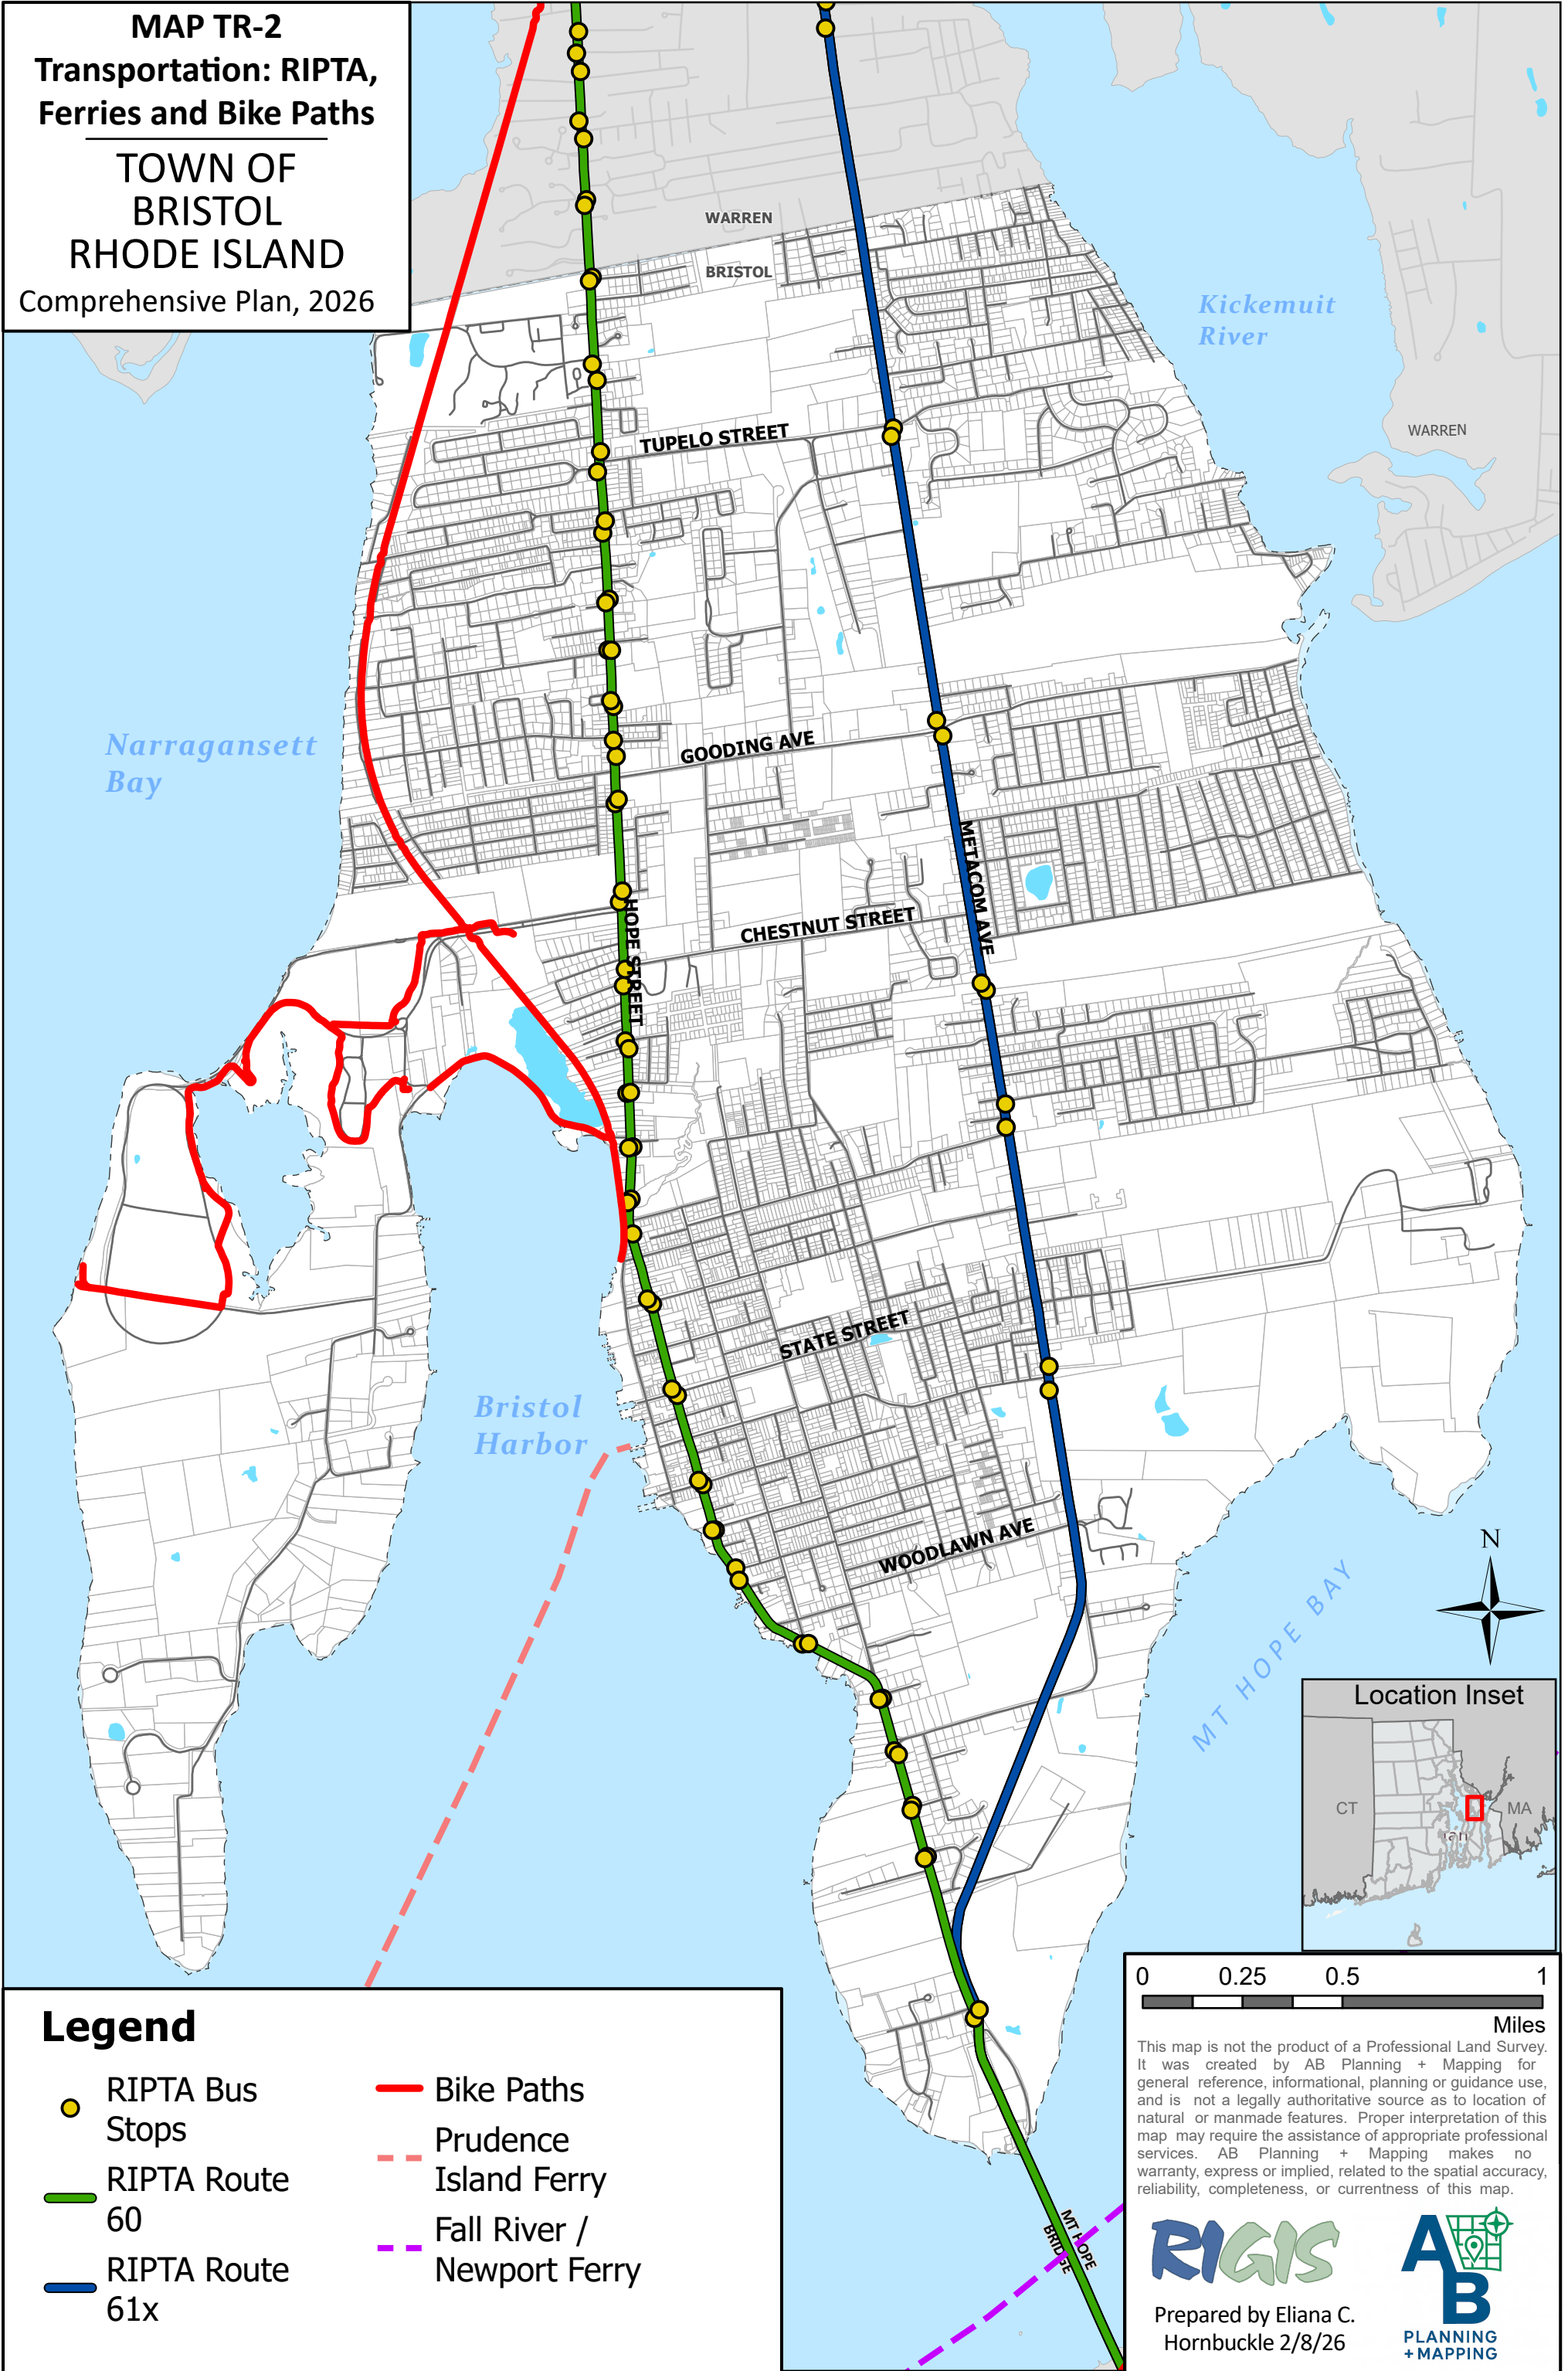 MAP TR-2
Transportation: RIPTA,
Ferries and Bike Paths
TOWN OF
BRISTOL
RHODE ISLAND
Comprehensive Plan, 2026
WARREN
BRISTOL
Kickemuit
River
WARREN
TUPELO STREET
Narragansett
Bay
GOODING AVE
METACOM AVE
HOPE STREET
CHESTNUT STREET
STATE STREET
Bristol
Harbor
WOODLAWN AVE
MT HOPE BAY
N
Location Inset
CT
MA
0 0.25 0.5 1
Miles
This map is not the product of a Professional Land Survey.
It was created by AB Planning + Mapping for
general reference, informational, planning or guidance use,
and is not a legally authoritative source as to location of
natural or manmade features. Proper interpretation of this
map may require the assistance of appropriate professional
services. AB Planning + Mapping makes no
warranty, express or implied, related to the spatial accuracy,
reliability, completeness, or currentness of this map.
RIGIS
Prepared by Eliana C.
Hornbuckle 2/8/26
AB
PLANNING
+MAPPING
MT HOPE
BRIDGE
Legend
RIPTA Bus
Stops
RIPTA Route
60
RIPTA Route
61x
Bike Paths
Prudence
Island Ferry
Fall River /
Newport Ferry